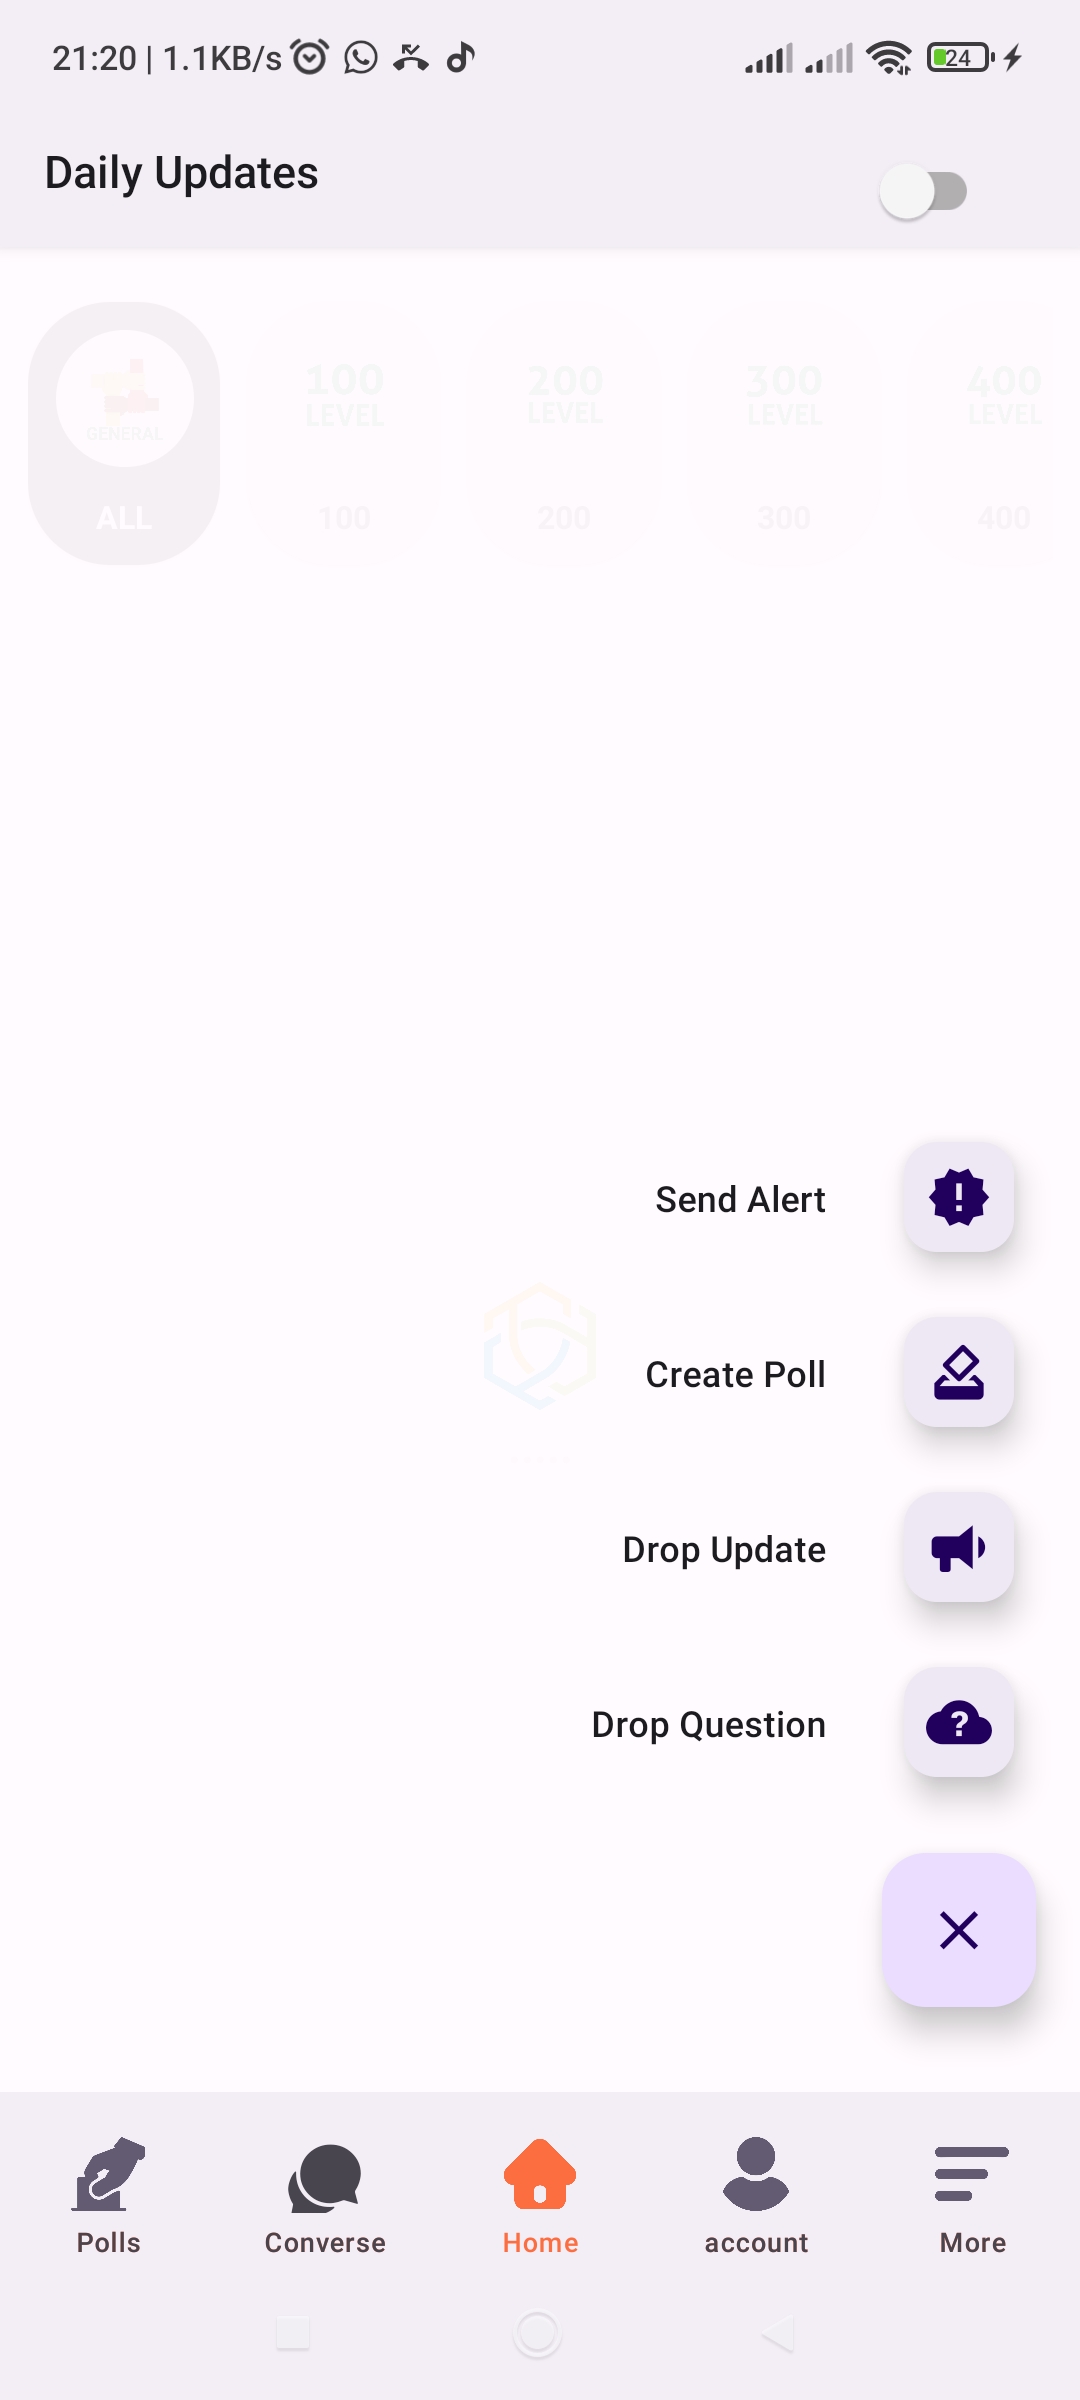 21:20 | 1.1KB/s
24
Daily Updates
100 LEVEL
200 LEVEL
300 LEVEL
400 LEVEL
GENERAL
ALL
100
200
300
400
Send Alert
Create Poll
Drop Update
Drop Question
Polls
Converse
Home
account
More